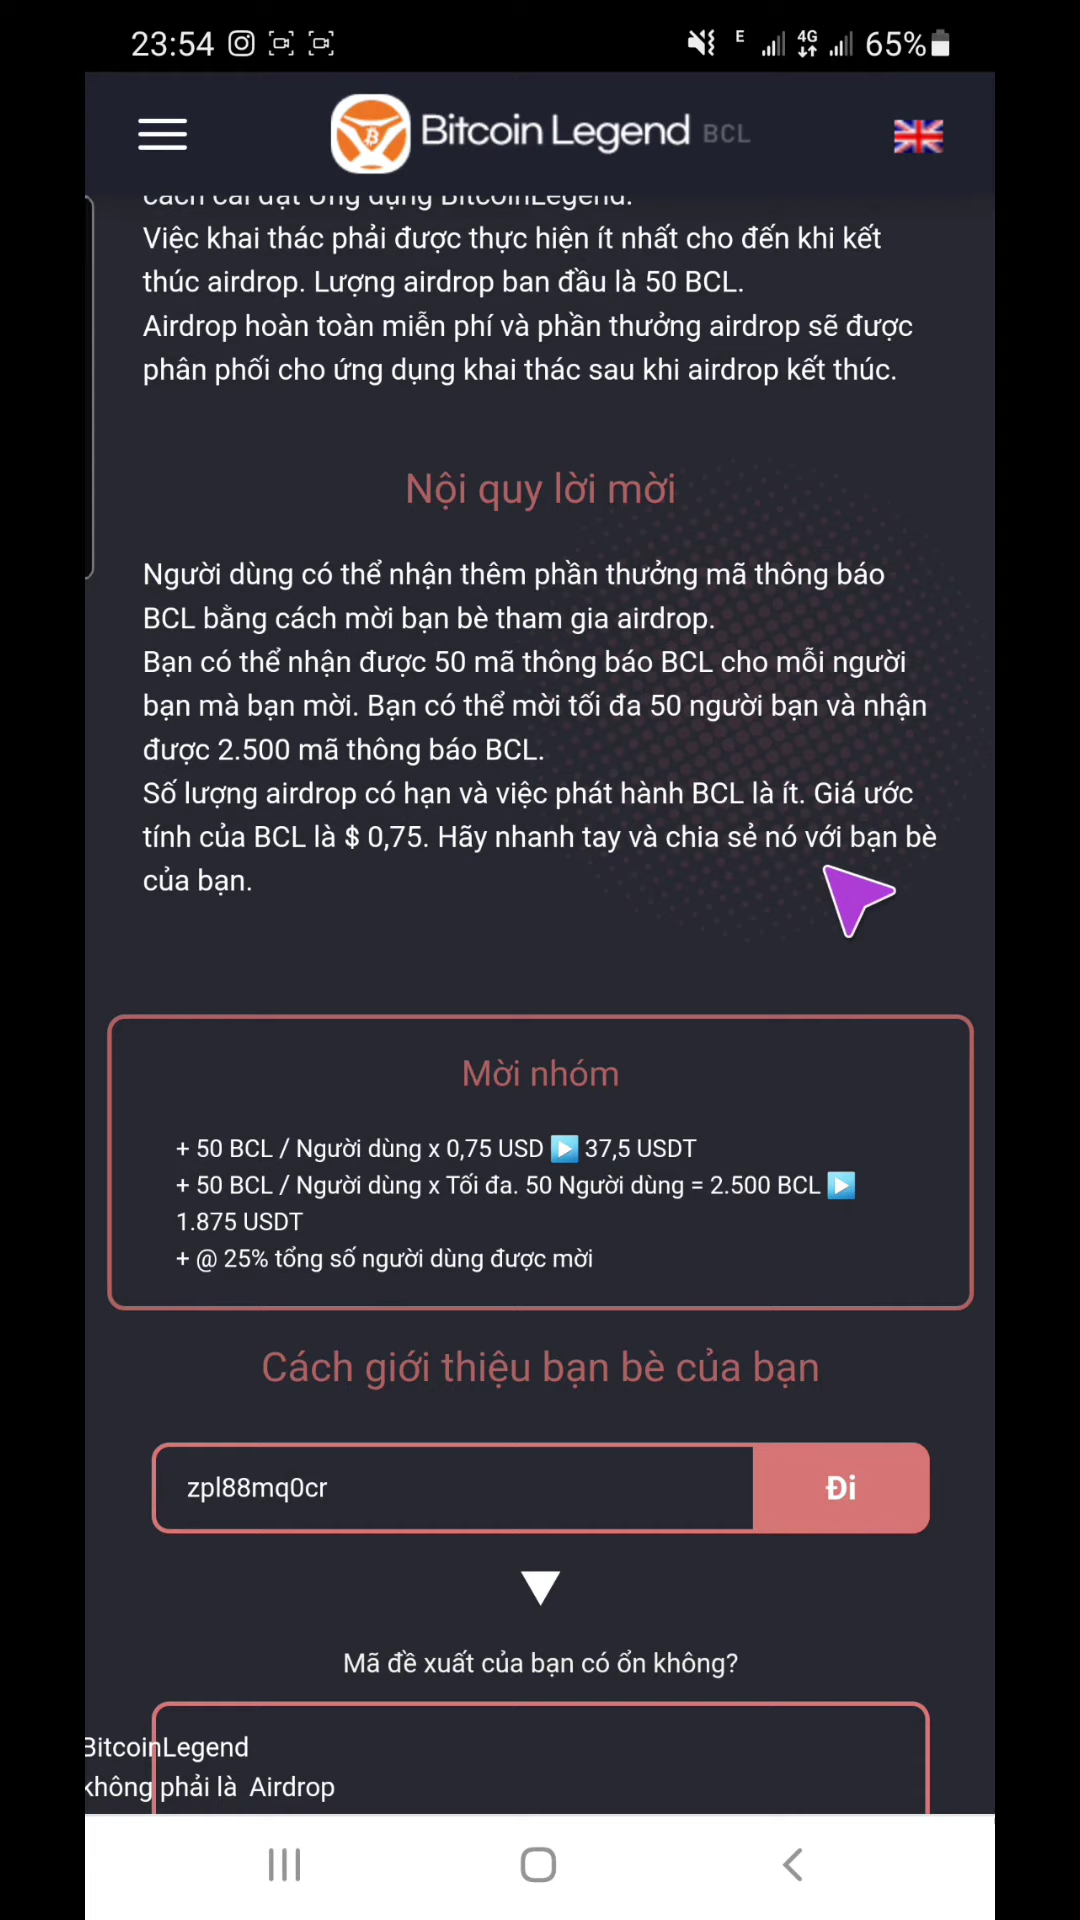 23:54 E 4G 65%
Bitcoin Legend BCL
cách cài đặt Ứng dụng BitcoinLegend.
Việc khai thác phải được thực hiện ít nhất cho đến khi kết
thúc airdrop. Lượng airdrop ban đầu là 50 BCL.
Airdrop hoàn toàn miễn phí và phần thưởng airdrop sẽ được
phân phối cho ứng dụng khai thác sau khi airdrop kết thúc.
Nội quy lời mời
Người dùng có thể nhận thêm phần thưởng mã thông báo
BCL bằng cách mời bạn bè tham gia airdrop.
Bạn có thể nhận được 50 mã thông báo BCL cho mỗi người
bạn mà bạn mời. Bạn có thể mời tối đa 50 người bạn và nhận
được 2.500 mã thông báo BCL.
Số lượng airdrop có hạn và việc phát hành BCL là ít. Giá ước
tính của BCL là $ 0,75. Hãy nhanh tay và chia sẻ nó với bạn bè
của bạn.
Mời nhóm
+ 50 BCL / Người dùng x 0,75 USD ▶ 37,5 USDT
+ 50 BCL / Người dùng x Tối đa. 50 Người dùng = 2.500 BCL ▶
1.875 USDT
+ @ 25% tổng số người dùng được mời
Cách giới thiệu bạn bè của bạn
zpl88mq0cr Đi
Mã đề xuất của bạn có ổn không?
BitcoinLegend
không phải là Airdrop